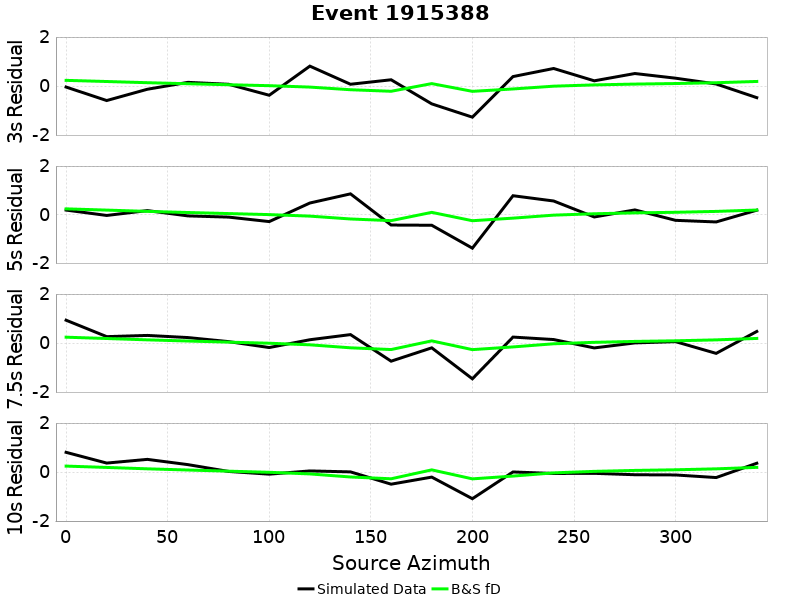 Event 1915388
3s Residual
2
0
-2
5s Residual
2
0
-2
7.5s Residual
2
0
-2
10s Residual
2
0
-2
0 50 100 150 200 250 300
Source Azimuth
Simulated Data B&S fD